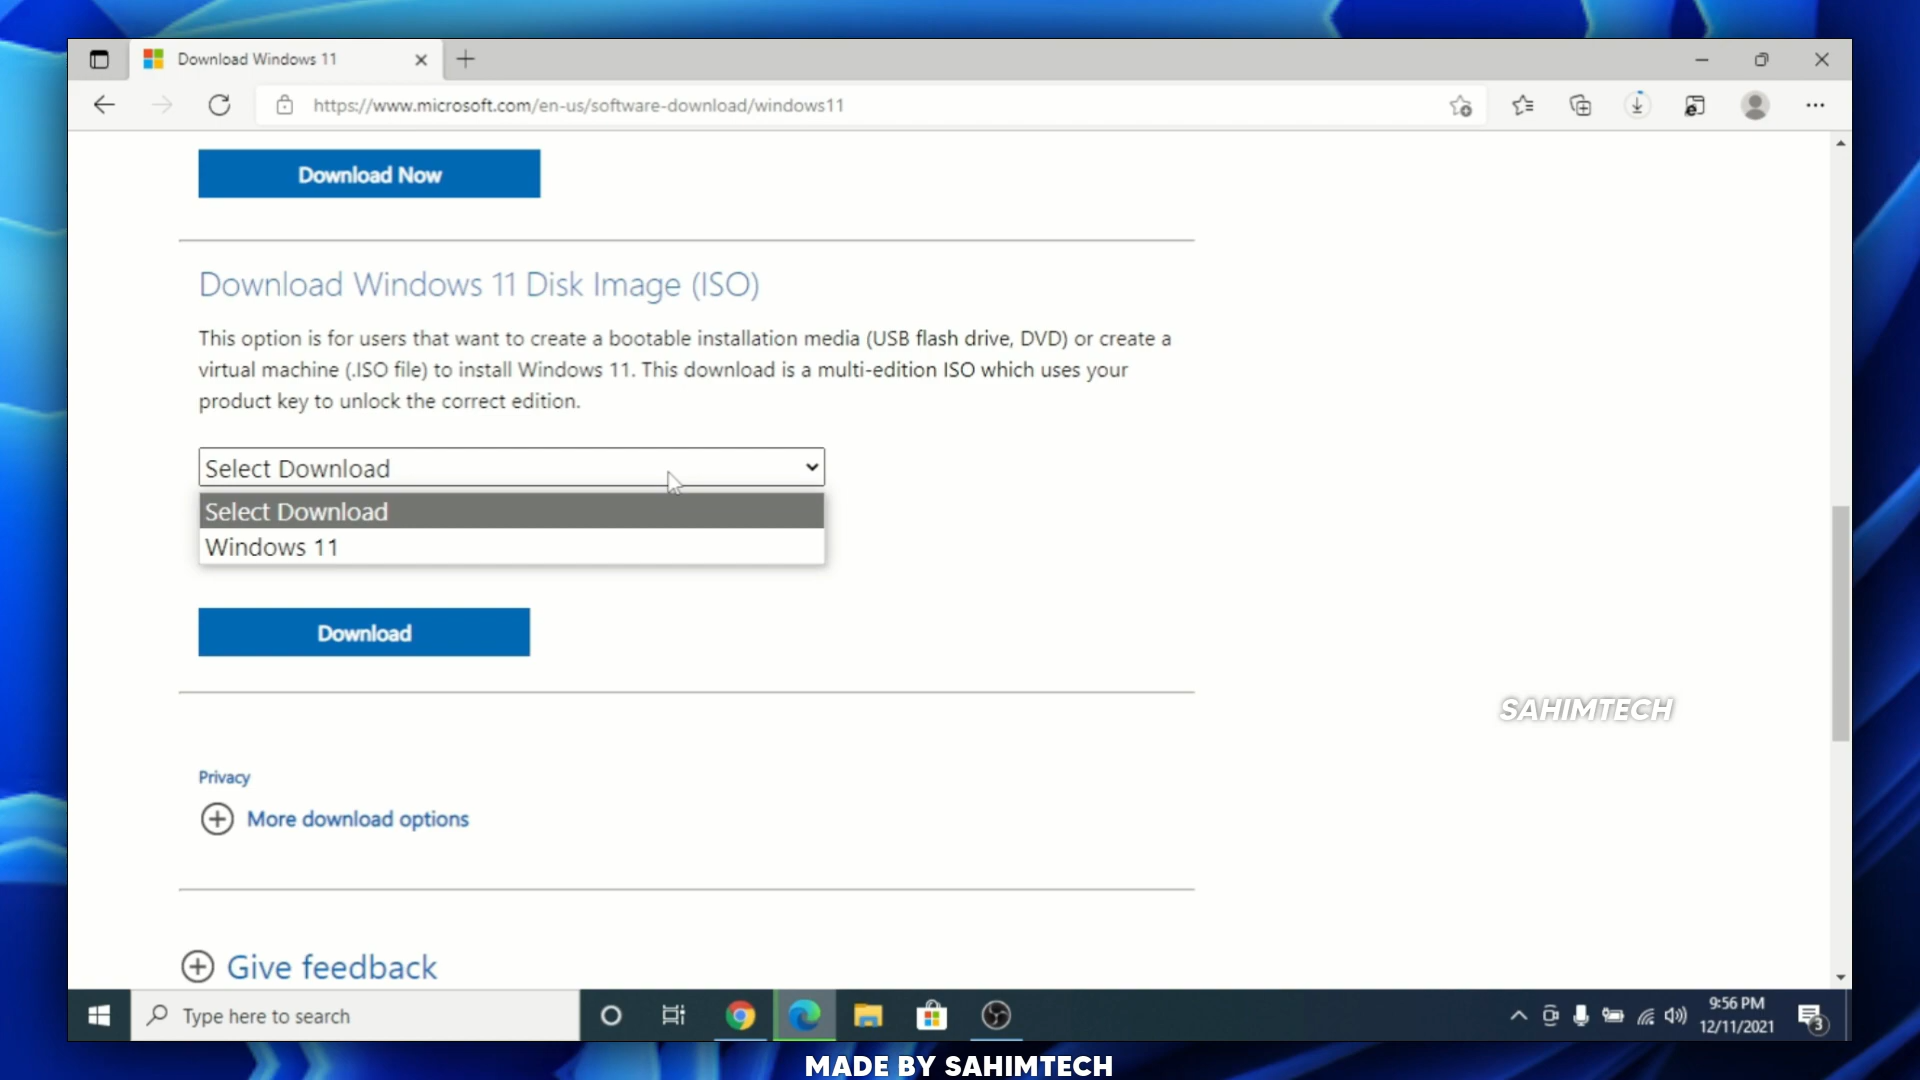 Download Windows 11
https://www.microsoft.com/en-us/software-download/windows11
Download Now
Download Windows 11 Disk Image (ISO)
This option is for users that want to create a bootable installation media (USB flash drive, DVD) or create a
virtual machine (.ISO file) to install Windows 11. This download is a multi-edition ISO which uses your
product key to unlock the correct edition.
Select Download
Select Download
Windows 11
Download
SAHIMTECH
Privacy
More download options
Give feedback
Type here to search
9:56 PM
12/11/2021
3
MADE BY SAHIMTECH